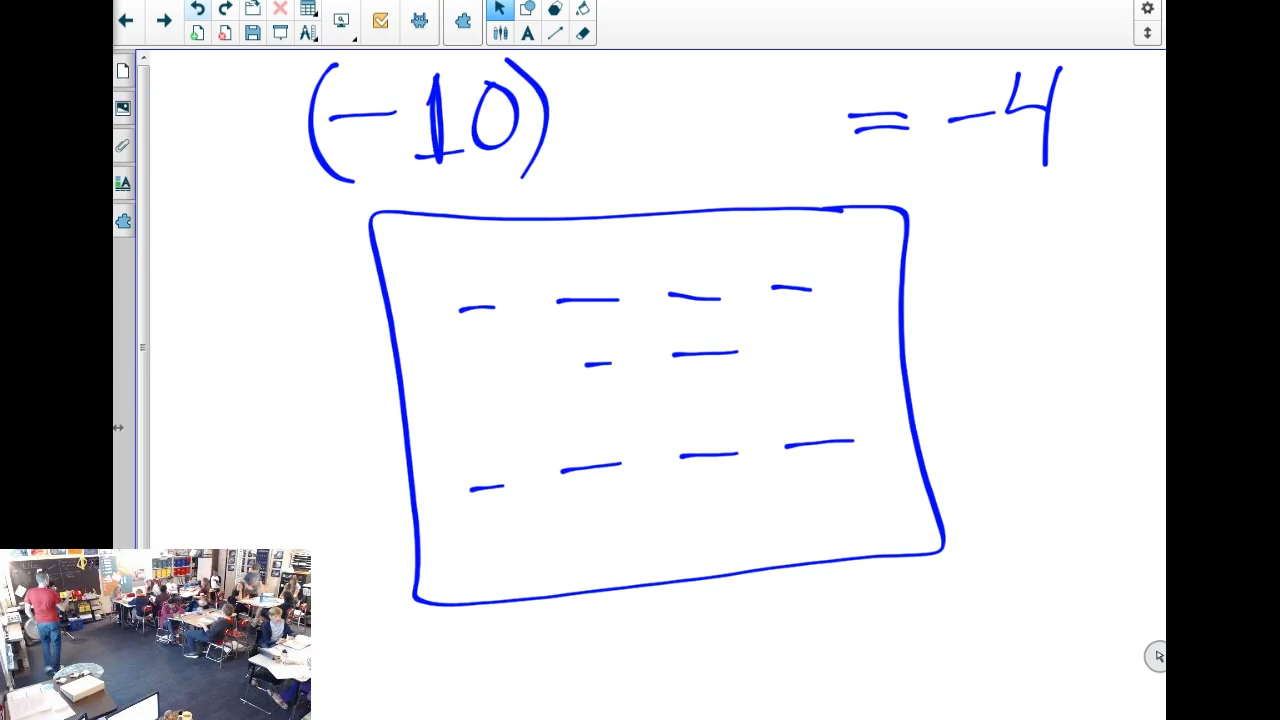 (-10) = -4
- - - -
- -
- - - -